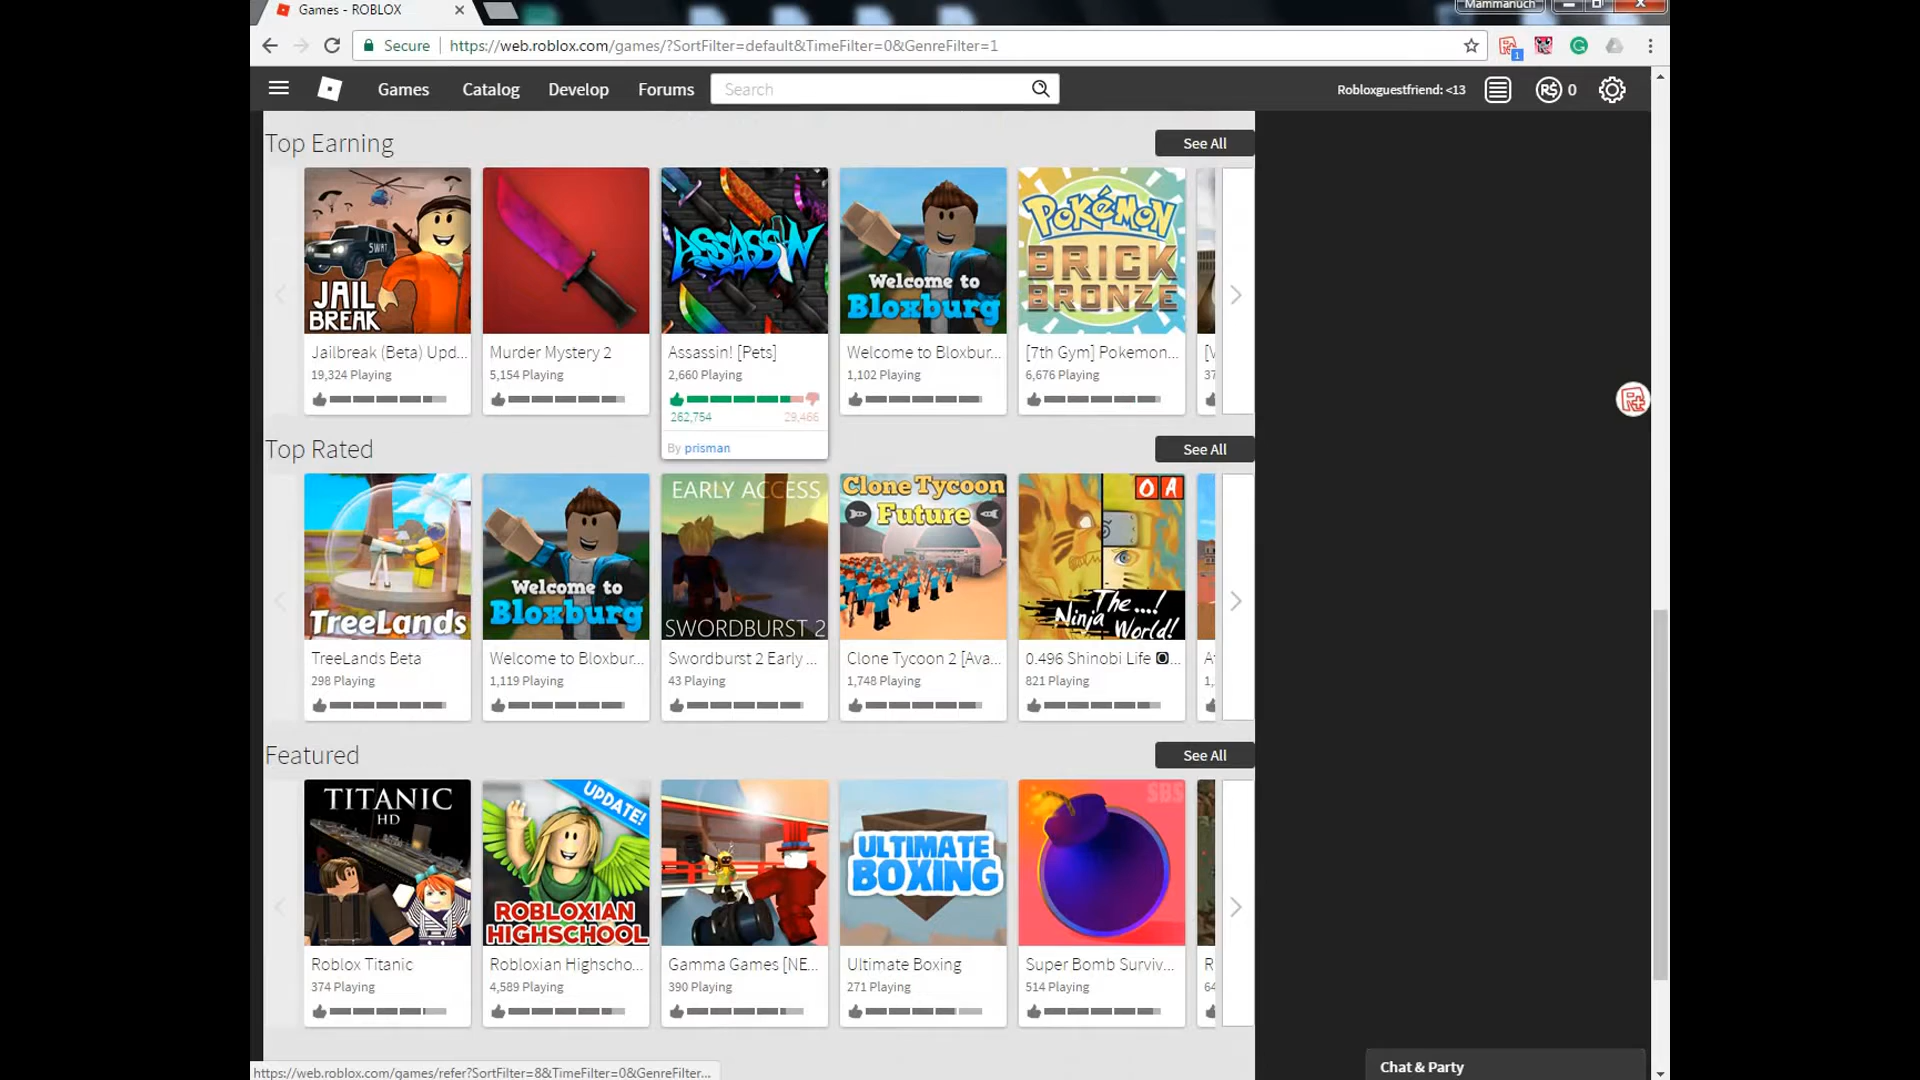 Games - ROBLOX
Mammanuch
Secure https://web.roblox.com/games/?SortFilter=default&TimeFilter=0&GenreFilter=1
1
Games Catalog Develop Forums Search Robloxguestfriend: <13 R$ 0
Top Earning See All
SWAT
JAIL
BREAK
ASSASSIN
Welcome to
Bloxburg
POKéMON
BRICK
BRONZE
Jailbreak (Beta) Upd... Murder Mystery 2 Assassin! [Pets] Welcome to Bloxbur... [7th Gym] Pokemon...
19,324 Playing 5,154 Playing 2,660 Playing 1,102 Playing 6,676 Playing 37
262,754 29,466
By prisman
Top Rated See All
TreeLands
Welcome to
Bloxburg
EARLY ACCESS
SWORDBURST 2
Clone Tycoon
Future
O A
The ...!
Ninja World!
TreeLands Beta Welcome to Bloxbur... Swordburst 2 Early ... Clone Tycoon 2 [Ava... 0.496 Shinobi Life 🅾...
298 Playing 1,119 Playing 43 Playing 1,748 Playing 821 Playing 1,
Featured See All
TITANIC
HD
UPDATE!
ROBLOXIAN
HIGHSCHOOL
ULTIMATE
BOXING
SBS
Roblox Titanic Robloxian Highscho... Gamma Games [NE... Ultimate Boxing Super Bomb Surviv... R
374 Playing 4,589 Playing 390 Playing 271 Playing 514 Playing 64
https://web.roblox.com/games/refer?SortFilter=8&TimeFilter=0&GenreFilter...
Chat & Party